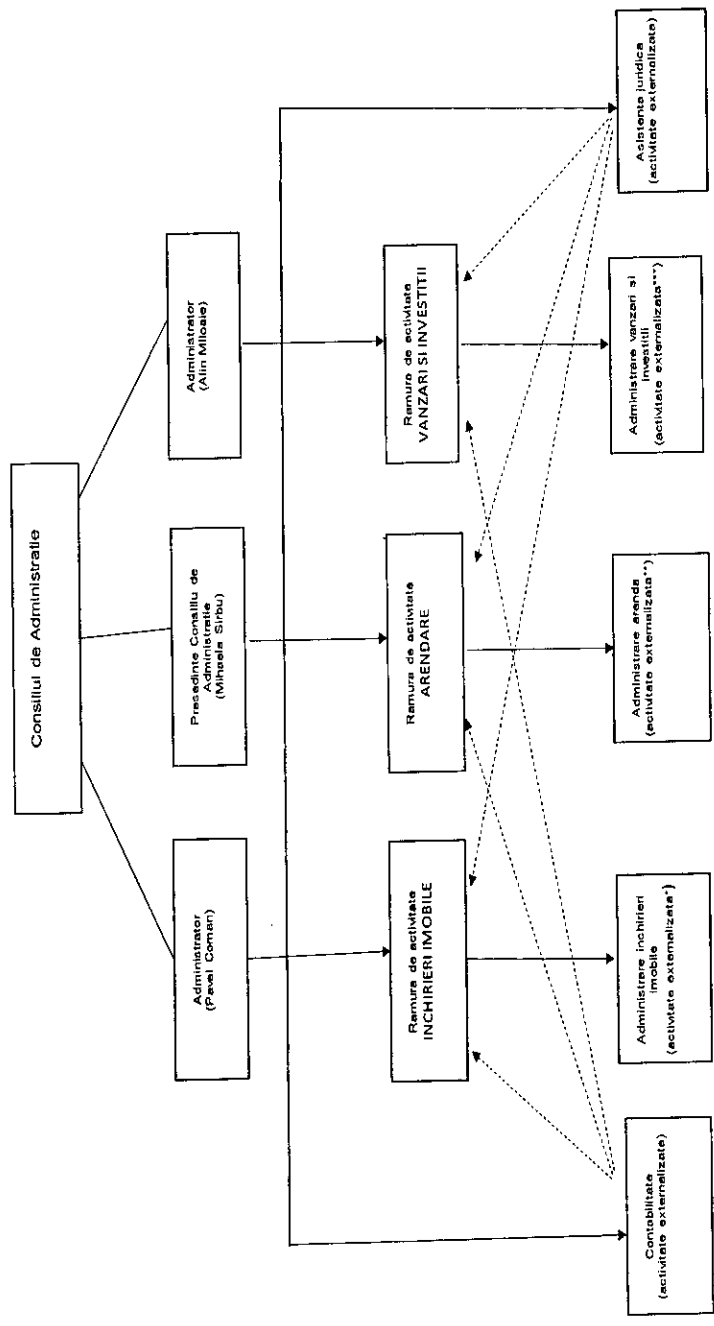 Consiliul de Administratie
Administrator
(Pavel Coman)
Presedinte Consiliu de
Administratie
(Mihaela Sirbu)
Administrator
(Alin Miloaie)
Ramura de activitate
INCHIRIERI IMOBILE
Ramura de activitate
ARENDARE
Ramura de activitate
VANZARI SI INVESTITII
Contabilitate
(activitate externalizata)
Administrare inchirieri
imobile
(activitate externalizata*)
Administrare arenda
(activitate externalizata**)
Administrare vanzari si
investitii
(activitate externalizata***)
Asistenta juridica
(activitate externalizata)